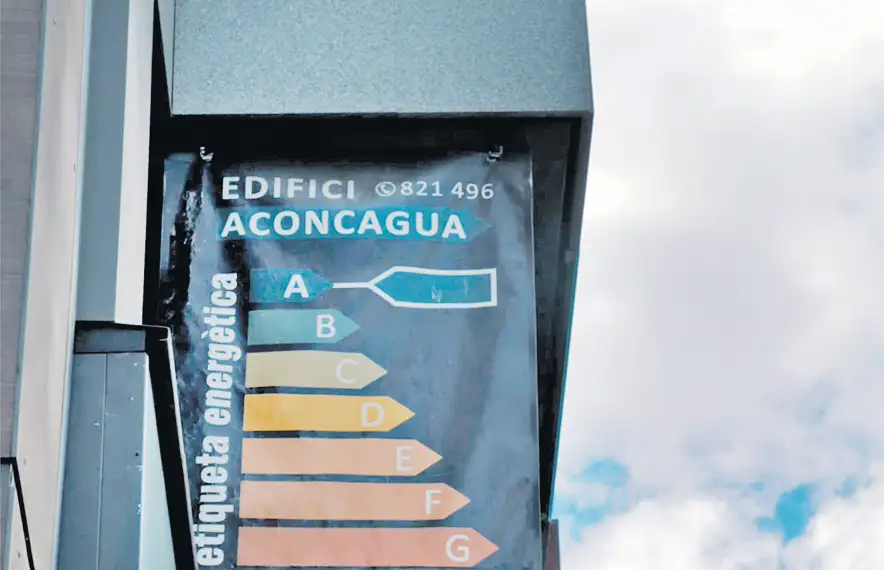 EDIFICI ✆821 496
ACONCAGUA
etiqueta energètica
A
B
C
D
E
F
G